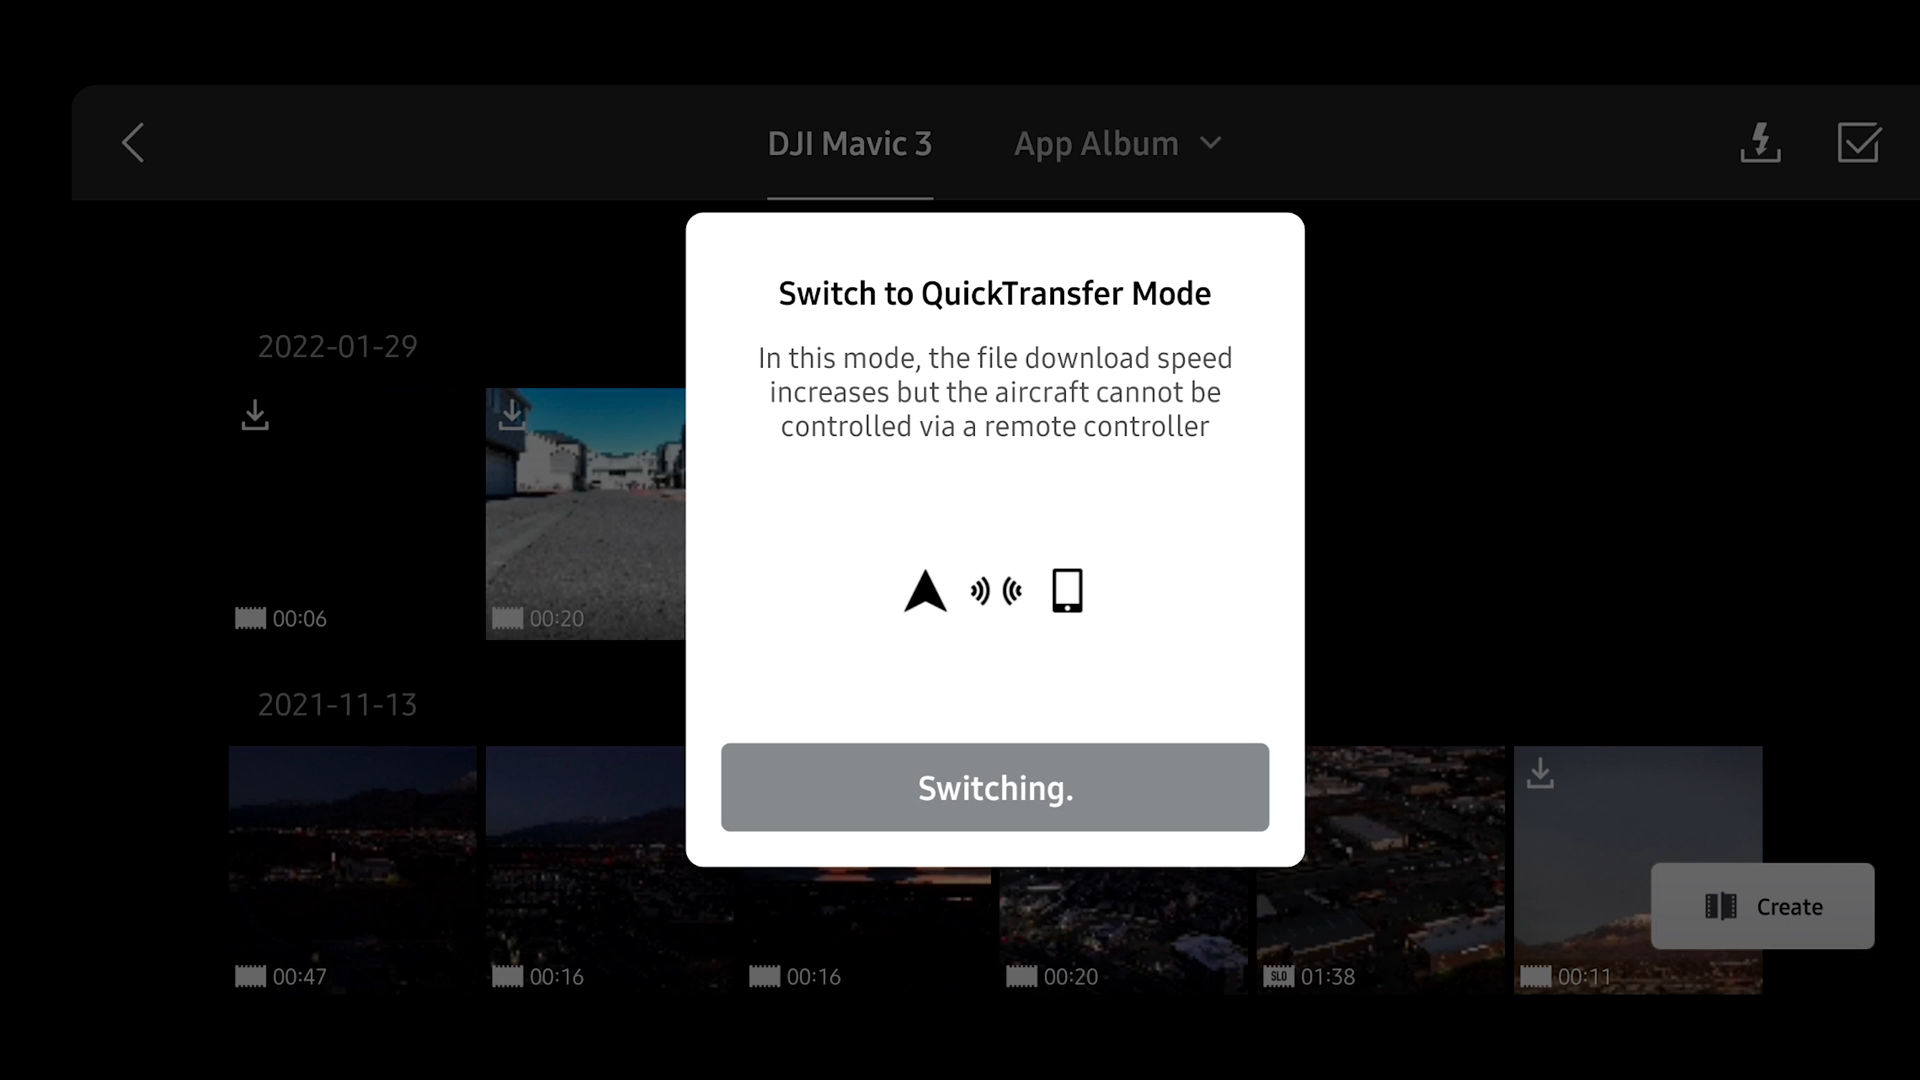 DJI Mavic 3
App Album
Switch to QuickTransfer Mode
In this mode, the file download speed
increases but the aircraft cannot be
controlled via a remote controller
Switching.
2022-01-29
00:06
00:20
2021-11-13
00:47
00:16
00:16
00:20
SLO 01:38
00:11
Create